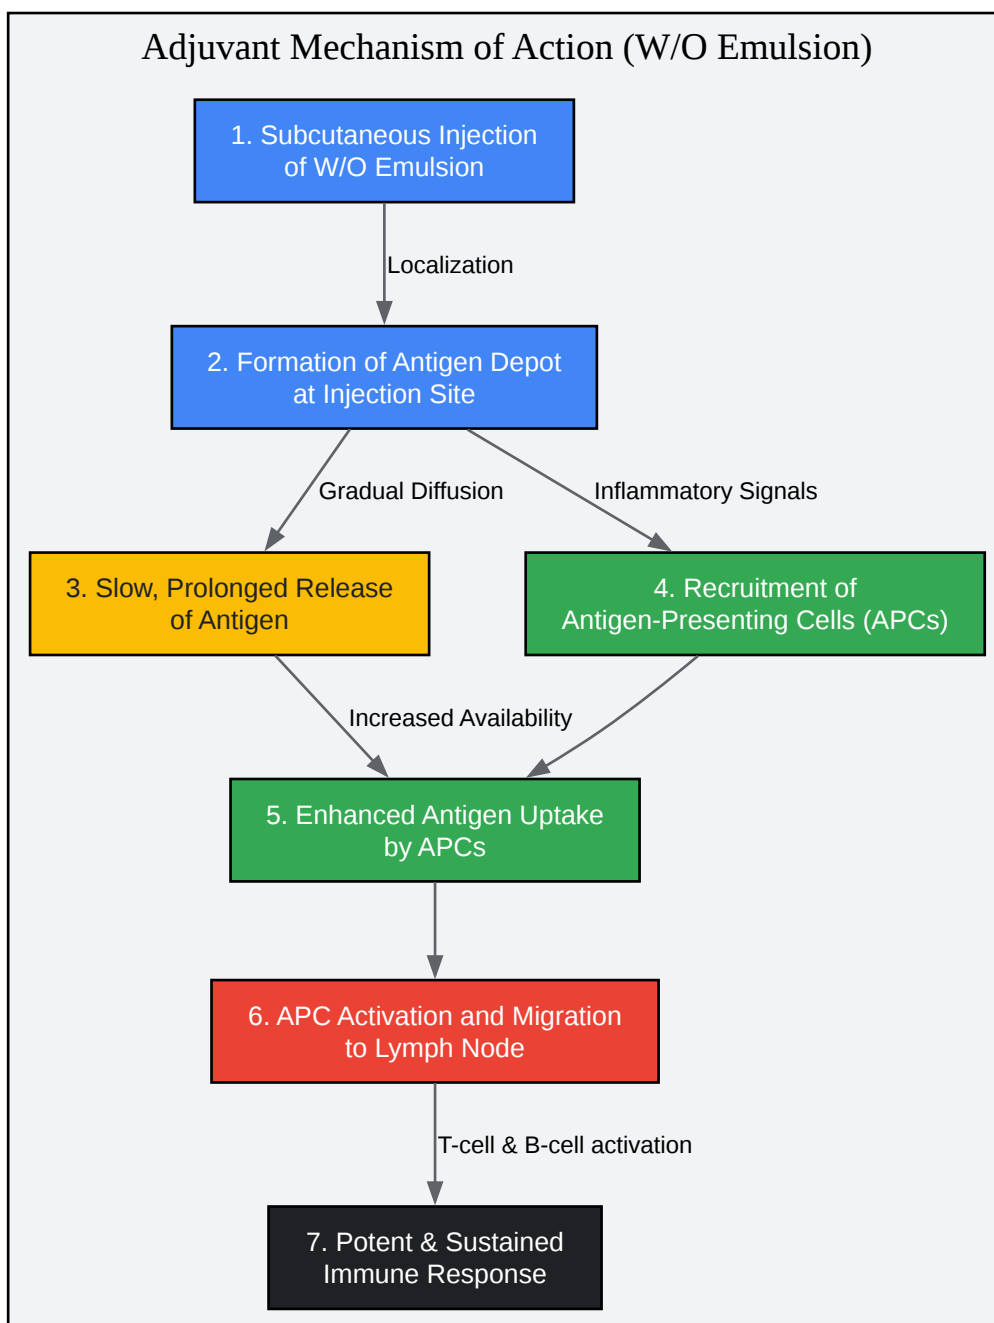 Adjuvant Mechanism of Action (W/O Emulsion)
1. Subcutaneous Injection
of W/O Emulsion
Localization
2. Formation of Antigen Depot
at Injection Site
Gradual Diffusion
Inflammatory Signals
3. Slow, Prolonged Release
of Antigen
4. Recruitment of
Antigen-Presenting Cells (APCs)
Increased Availability
5. Enhanced Antigen Uptake
by APCs
6. APC Activation and Migration
to Lymph Node
T-cell & B-cell activation
7. Potent & Sustained
Immune Response